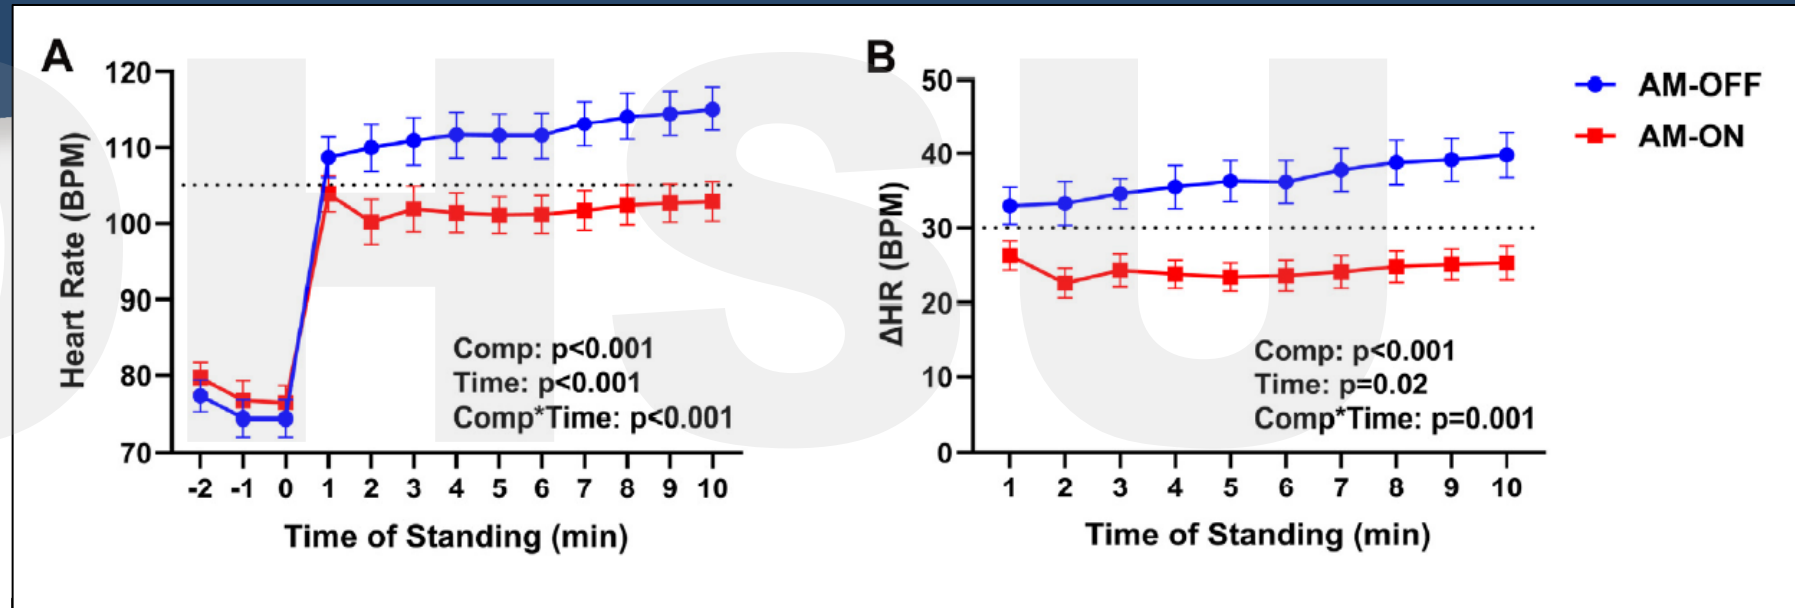 A
120
110
100
90
80
70
Heart Rate (BPM)
Comp: p<0.001
Time: p<0.001
Comp*Time: p<0.001
-2 -1 0 1 2 3 4 5 6 7 8 9 10
Time of Standing (min)
B
50
40
30
20
10
0
ΔHR (BPM)
Comp: p<0.001
Time: p=0.02
Comp*Time: p=0.001
1 2 3 4 5 6 7 8 9 10
Time of Standing (min)
AM-OFF
AM-ON
OHSU